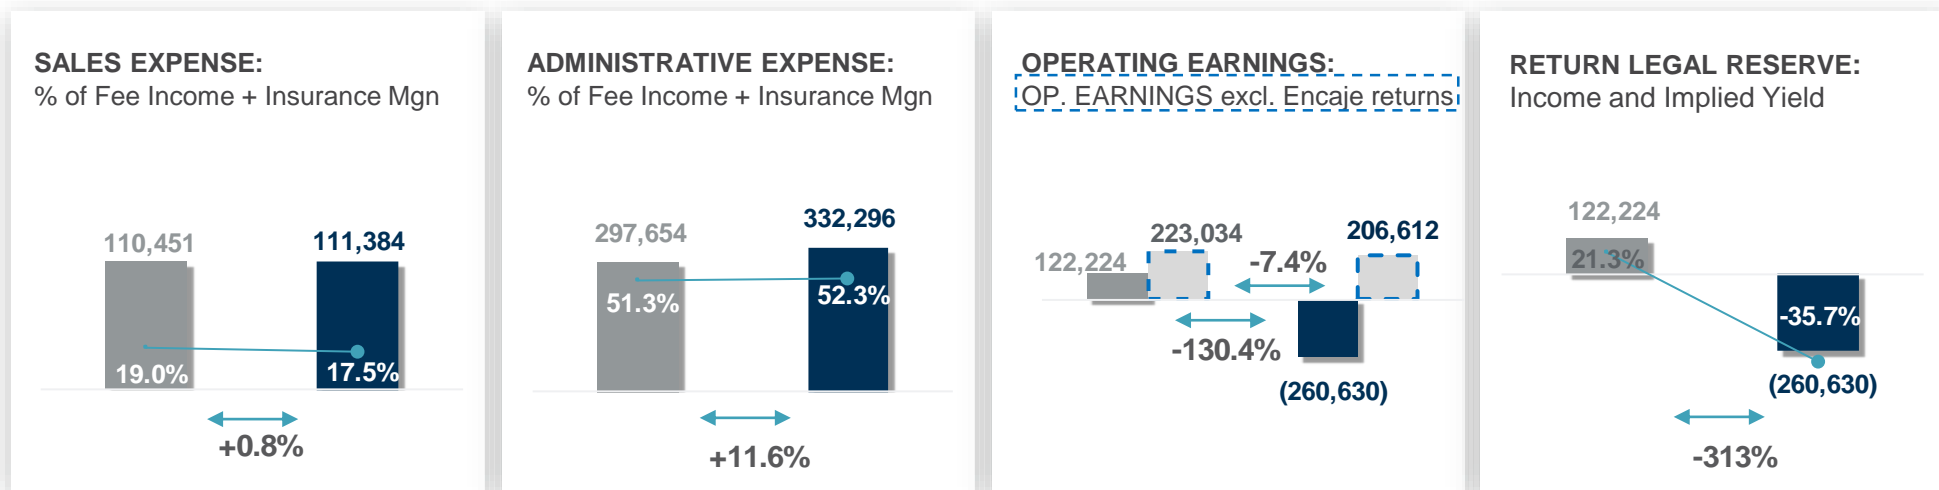 SALES EXPENSE:
% of Fee Income + Insurance Mgn
110,451
111,384
19.0%
17.5%
+0.8%
ADMINISTRATIVE EXPENSE:
% of Fee Income + Insurance Mgn
297,654
332,296
51.3%
52.3%
+11.6%
OPERATING EARNINGS:
OP. EARNINGS excl. Encaje returns
122,224
223,034
-7.4%
206,612
-130.4%
(260,630)
RETURN LEGAL RESERVE:
Income and Implied Yield
122,224
21.3%
-35.7%
(260,630)
-313%